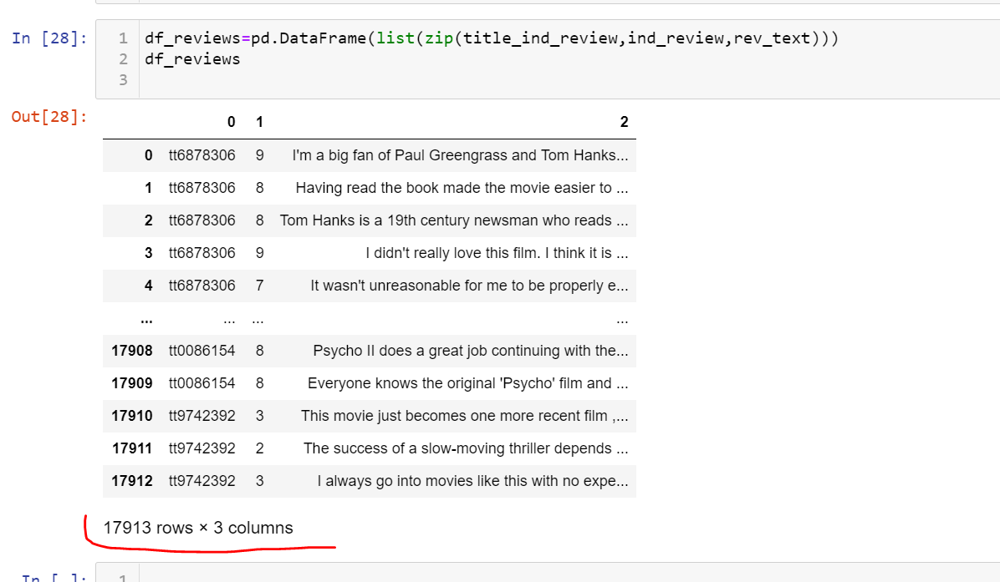 In [28]:
1 df_reviews=pd.DataFrame(list(zip(title_ind_review,ind_review,rev_text)))
2 df_reviews
3
Out[28]:
0 1 2
0 tt6878306 9 I'm a big fan of Paul Greengrass and Tom Hanks...
1 tt6878306 8 Having read the book made the movie easier to ...
2 tt6878306 8 Tom Hanks is a 19th century newsman who reads ...
3 tt6878306 9 I didn't really love this film. I think it is ...
4 tt6878306 7 It wasn't unreasonable for me to be properly e...
... ... ... ...
17908 tt0086154 8 Psycho II does a great job continuing with the...
17909 tt0086154 8 Everyone knows the original 'Psycho' film and ...
17910 tt9742392 3 This movie just becomes one more recent film ,...
17911 tt9742392 2 The success of a slow-moving thriller depends ...
17912 tt9742392 3 I always go into movies like this with no expe...
17913 rows × 3 columns
In [ ]:
1